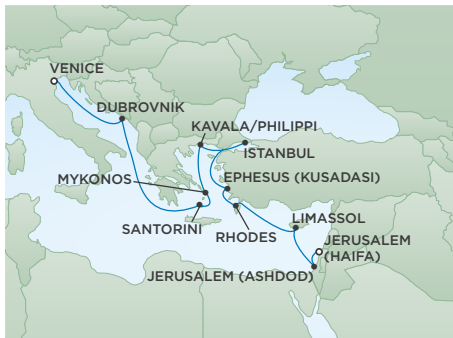 VENICE
DUBROVNIK
KAVALA/PHILIPPI
ISTANBUL
EPHESUS (KUSADASI)
MYKONOS
SANTORINI
RHODES
LIMASSOL
JERUSALEM
(HAIFA)
JERUSALEM (ASHDOD)